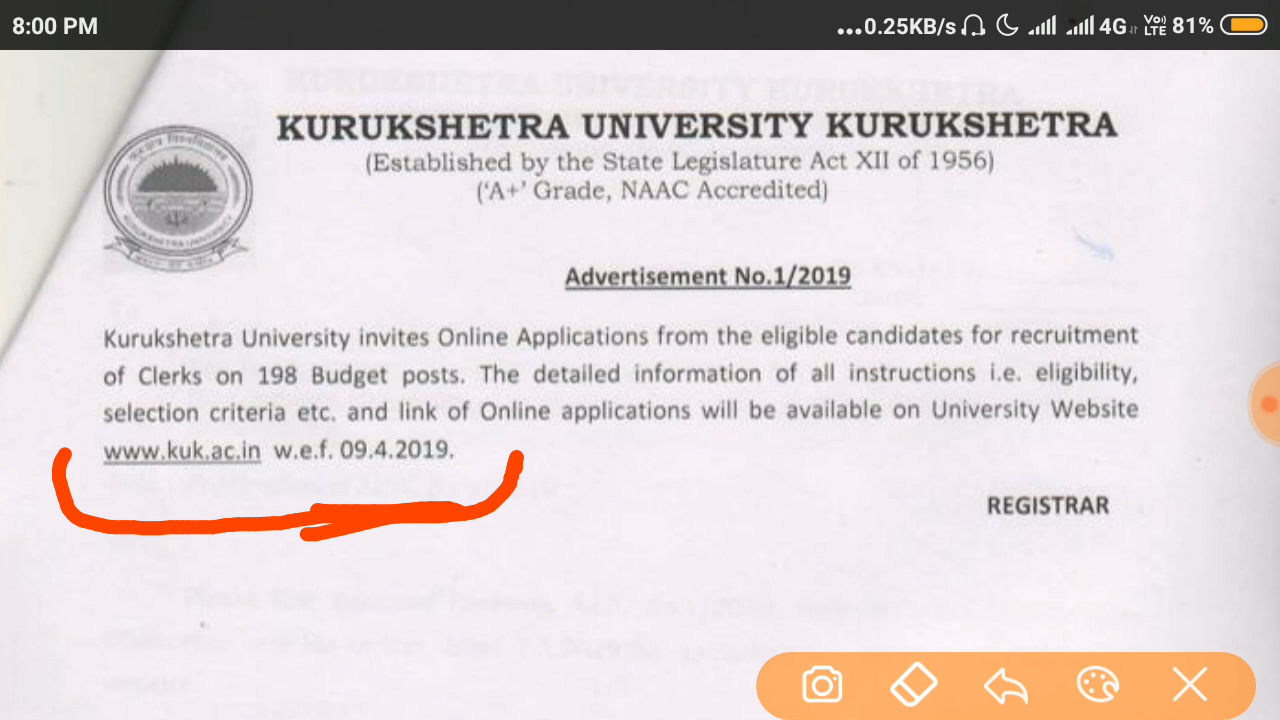 8:00 PM
...0.25KB/s 4G VoLTE 81%
KURUKSHETRA UNIVERSITY KURUKSHETRA
(Established by the State Legislature Act XII of 1956)
('A+' Grade, NAAC Accredited)
KURUKSHETRA UNIVERSITY
Advertisement No.1/2019
Kurukshetra University invites Online Applications from the eligible candidates for recruitment
of Clerks on 198 Budget posts. The detailed information of all instructions i.e. eligibility,
selection criteria etc. and link of Online applications will be available on University Website
www.kuk.ac.in w.e.f. 09.4.2019.
REGISTRAR